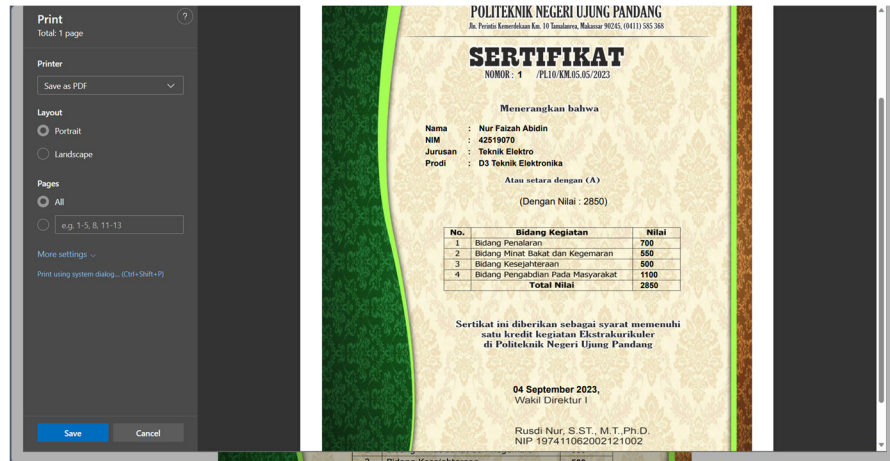 Print
?
Total: 1 page
Printer
Save as PDF
Layout
Portrait
Landscape
Pages
All
e.g. 1-5, 8, 11-13
More settings
Print using system dialog... (Ctrl+Shift+P)
Save Cancel
POLITEKNIK NEGERI UJUNG PANDANG
Jln. Perintis Kemerdekaan Km. 10 Tamalanrea, Makassar 90245, (0411) 585 368
SERTIFIKAT
NOMOR : 1 /PL10/KM.05.05/2023
Menerangkan bahwa
Nama : Nur Faizah Abidin
NIM : 42519070
Jurusan : Teknik Elektro
Prodi : D3 Teknik Elektronika
Atau setara dengan (A)
(Dengan Nilai : 2850)
No. Bidang Kegiatan Nilai
1 Bidang Penalaran 700
2 Bidang Minat Bakat dan Kegemaran 550
3 Bidang Kesejahteraan 500
4 Bidang Pengabdian Pada Masyarakat 1100
Total Nilai 2850
Sertikat ini diberikan sebagai syarat memenuhi
satu kredit kegiatan Ekstrakurikuler
di Politeknik Negeri Ujung Pandang
04 September 2023,
Wakil Direktur I
Rusdi Nur, S.ST., M.T.,Ph.D.
NIP 197411062002121002